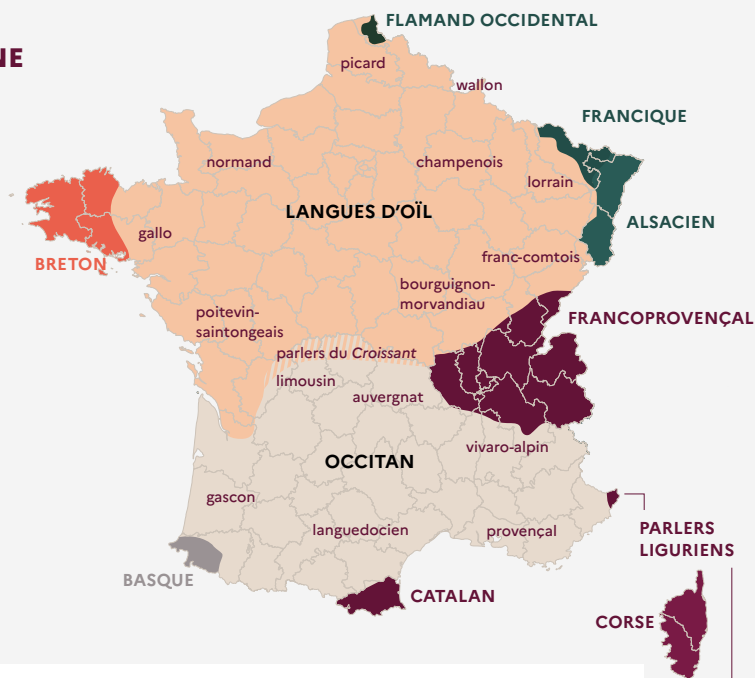 NE
FLAMAND OCCIDENTAL
picard
wallon
FRANCIQUE
normand
champenois
lorrain
LANGUES D'OÏL
ALSACIEN
gallo
BRETON
franc-comtois
bourguignon-
morvandiau
FRANCOPROVENÇAL
poitevin-
saintongeais
parlers du Croissant
limousin
auvergnat
vivaro-alpin
OCCITAN
gascon
languedocien
provençal
PARLERS
LIGURIENS
BASQUE
CATALAN
CORSE